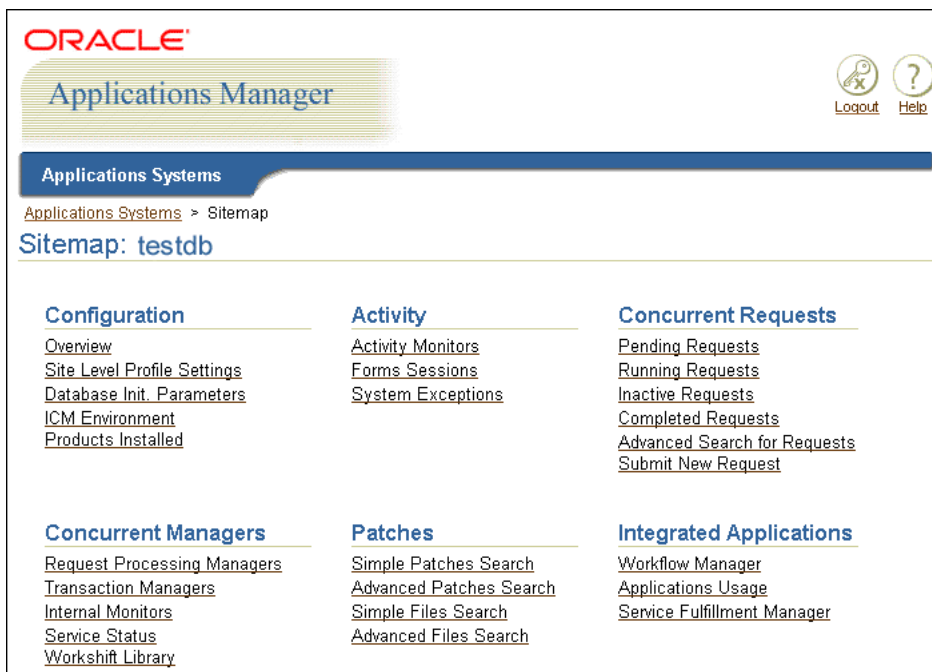 ORACLE
Applications Manager
Logout
Help
Applications Systems
Applications Systems > Sitemap
Sitemap: testdb
Configuration
Overview
Site Level Profile Settings
Database Init. Parameters
ICM Environment
Products Installed
Activity
Activity Monitors
Forms Sessions
System Exceptions
Concurrent Requests
Pending Requests
Running Requests
Inactive Requests
Completed Requests
Advanced Search for Requests
Submit New Request
Concurrent Managers
Request Processing Managers
Transaction Managers
Internal Monitors
Service Status
Workshift Library
Patches
Simple Patches Search
Advanced Patches Search
Simple Files Search
Advanced Files Search
Integrated Applications
Workflow Manager
Applications Usage
Service Fulfillment Manager